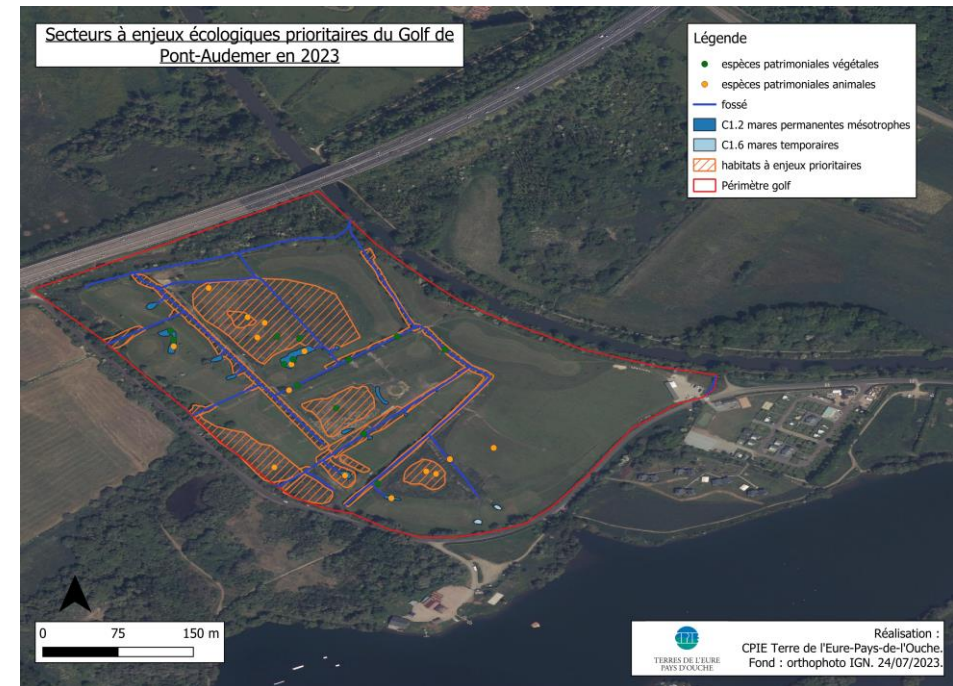 Secteurs à enjeux écologiques prioritaires du Golf de
Pont-Audemer en 2023
Légende
espèces patrimoniales végétales
espèces patrimoniales animales
fossé
C1.2 mares permanentes mésotrophes
C1.6 mares temporaires
habitats à enjeux prioritaires
Périmètre golf
0 75 150 m
CPIE
TERRES DE L'EURE
PAYS D'OUCHE
Réalisation :
CPIE Terre de l'Eure-Pays-de-l'Ouche.
Fond : orthophoto IGN. 24/07/2023.